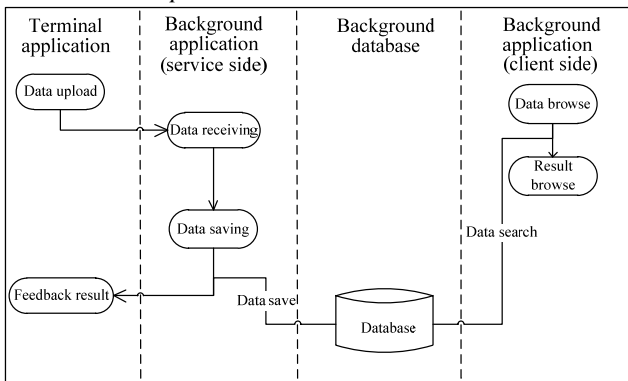 Terminal
application
Background
application
(service side)
Background
database
Background
application
(client side)
Data upload
Data receiving
Data saving
Feedback result
Data save
Database
Data browse
Result
browse
Data search